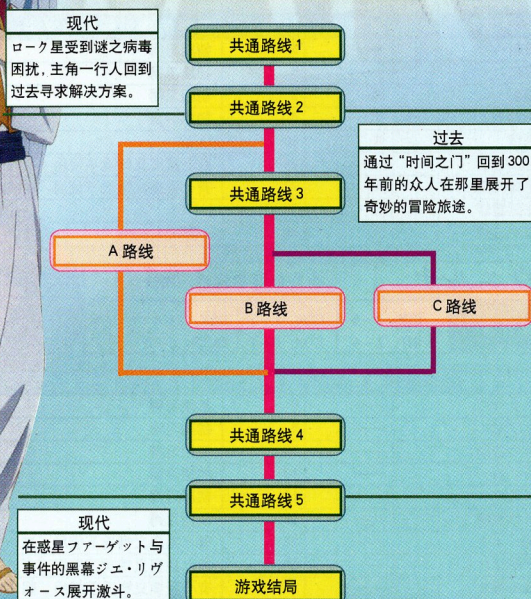 现代
ローク星受到谜之病毒
困扰，主角一行人回到
过去寻求解决方案。
共通路线 1
共通路线 2
过去
通过“时间之门”回到 300
年前的众人在那里展开了
奇妙的冒险旅途。
共通路线 3
A 路线
B 路线
C 路线
共通路线 4
共通路线 5
现代
在惑星ファーゲット与
事件的黑幕ジエ・リヴ
ォース展开激斗。
游戏结局